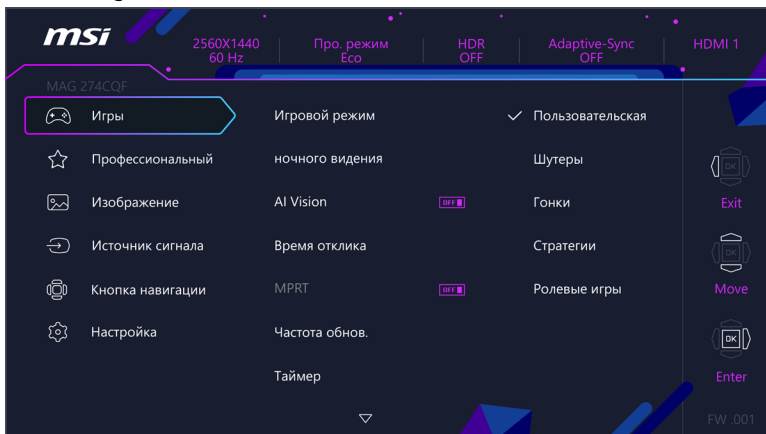 msi
2560X1440
60 Hz
Про. режим
Eco
HDR
OFF
Adaptive-Sync
OFF
HDMI 1
MAG 274CQF
Игры
Профессиональный
Изображение
Источник сигнала
Кнопка навигации
Настройка
Игровой режим
ночного видения
AI Vision
OFF
Время отклика
MPRT
OFF
Частота обнов.
Таймер
Пользовательская
Шутеры
Гонки
Стратегии
Ролевые игры
OK
Exit
OK
Move
OK
Enter
FW .001